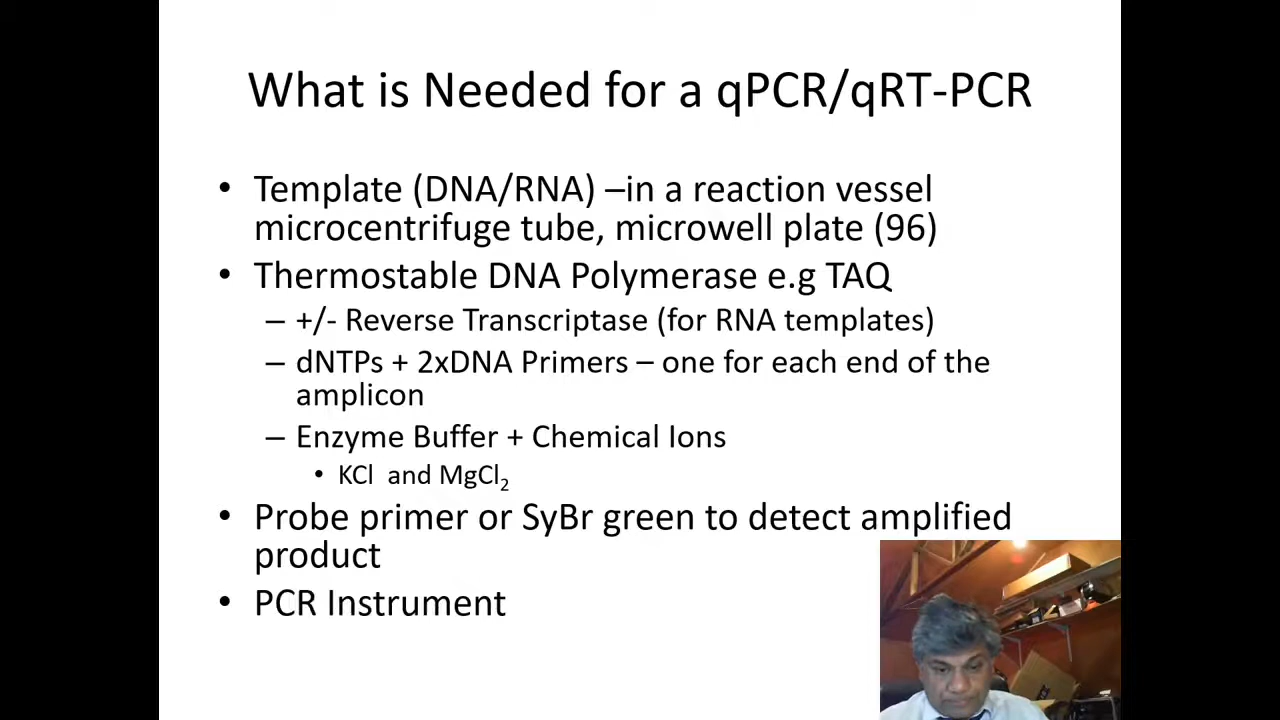 What is Needed for a qPCR/qRT-PCR
• Template (DNA/RNA) –in a reaction vessel
microcentrifuge tube, microwell plate (96)
• Thermostable DNA Polymerase e.g TAQ
– +/- Reverse Transcriptase (for RNA templates)
– dNTPs + 2xDNA Primers – one for each end of the
amplicon
– Enzyme Buffer + Chemical Ions
• KCl and MgCl₂
• Probe primer or SyBr green to detect amplified
product
• PCR Instrument